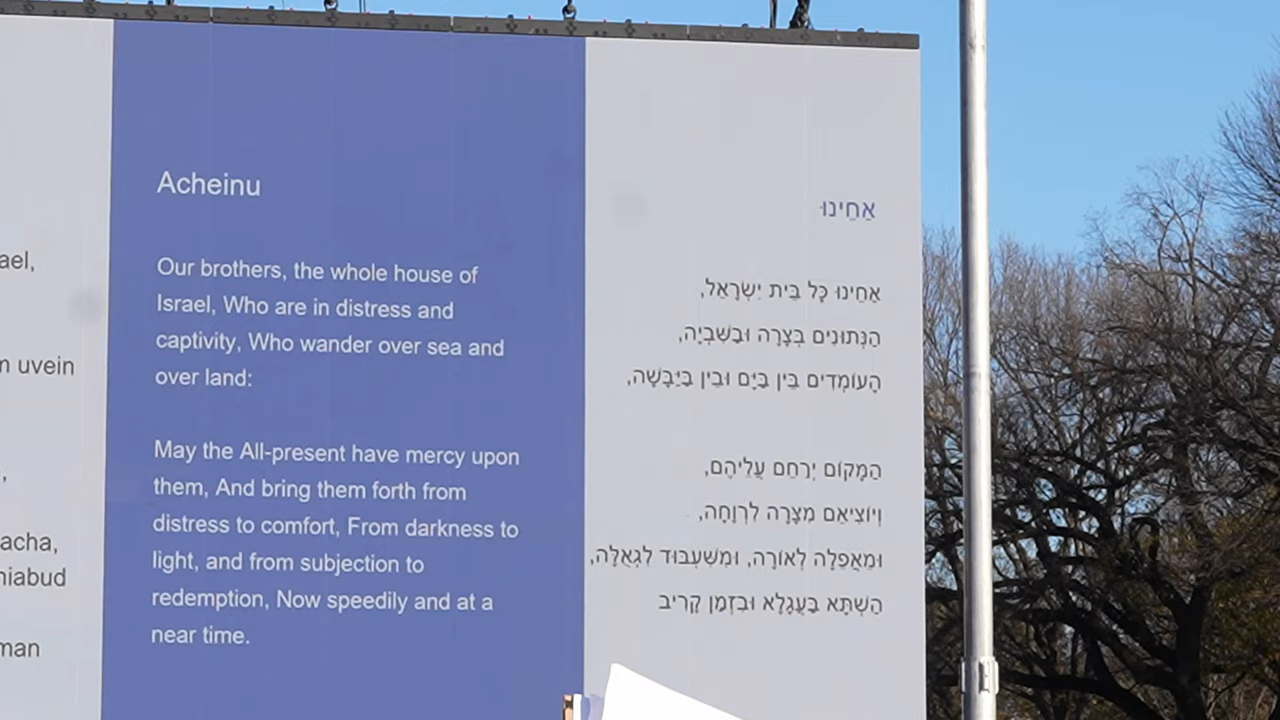 ael,
n uvein
,
acha,
niabud
man
Acheinu
Our brothers, the whole house of
Israel, Who are in distress and
captivity, Who wander over sea and
over land:
May the All-present have mercy upon
them, And bring them forth from
distress to comfort, From darkness to
light, and from subjection to
redemption, Now speedily and at a
near time.
אַחֵינוּ
אַחֵינוּ כָּל בֵּית יִשְׂרָאֵל,
הַנְּתוּנִים בְּצָרָה וּבַשִּׁבְיָה,
הָעוֹמְדִים בֵּין בַּיָּם וּבֵין בַּיַּבָּשָׁה,
הַמָּקוֹם יְרַחֵם עֲלֵיהֶם,
וְיוֹצִיאֵם מִצָּרָה לִרְוָחָה,
וּמֵאֲפֵלָה לְאוֹרָה, וּמִשִּׁעְבּוּד לִגְאֻלָּה,
הַשְׁתָּא בַּעֲגָלָא וּבִזְמַן קָרִיב